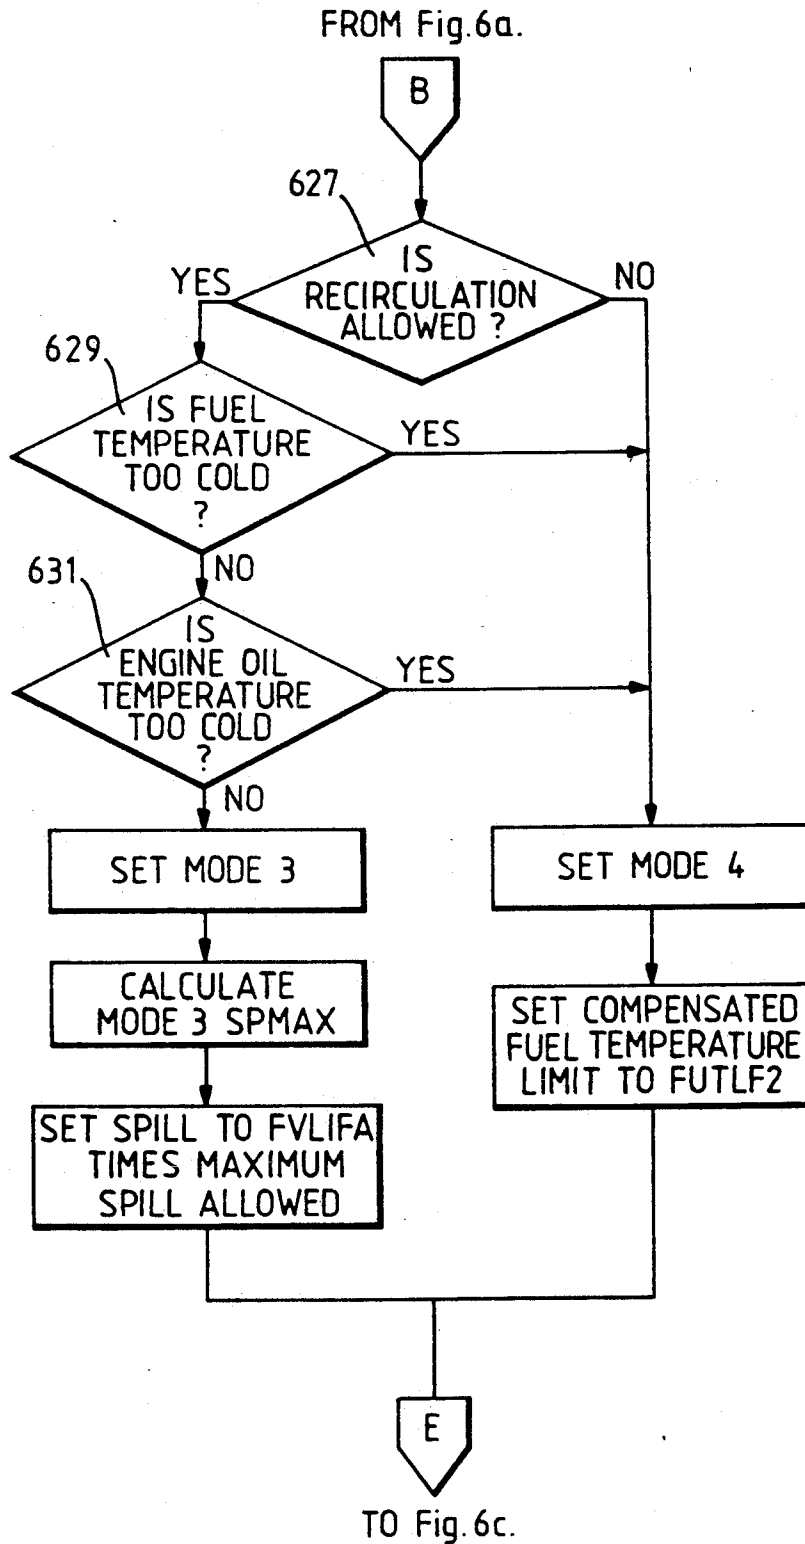 FROM Fig.6a.
B
627
IS
RECIRCULATION
ALLOWED ?
YES
NO
629
IS FUEL
TEMPERATURE
TOO COLD
?
YES
NO
631
IS
ENGINE OIL
TEMPERATURE
TOO COLD
?
YES
NO
SET MODE 3
SET MODE 4
CALCULATE
MODE 3 SPMAX
SET COMPENSATED
FUEL TEMPERATURE
LIMIT TO FUTLF2
SET SPILL TO FVLIFA
TIMES MAXIMUM
SPILL ALLOWED
E
TO Fig.6c.